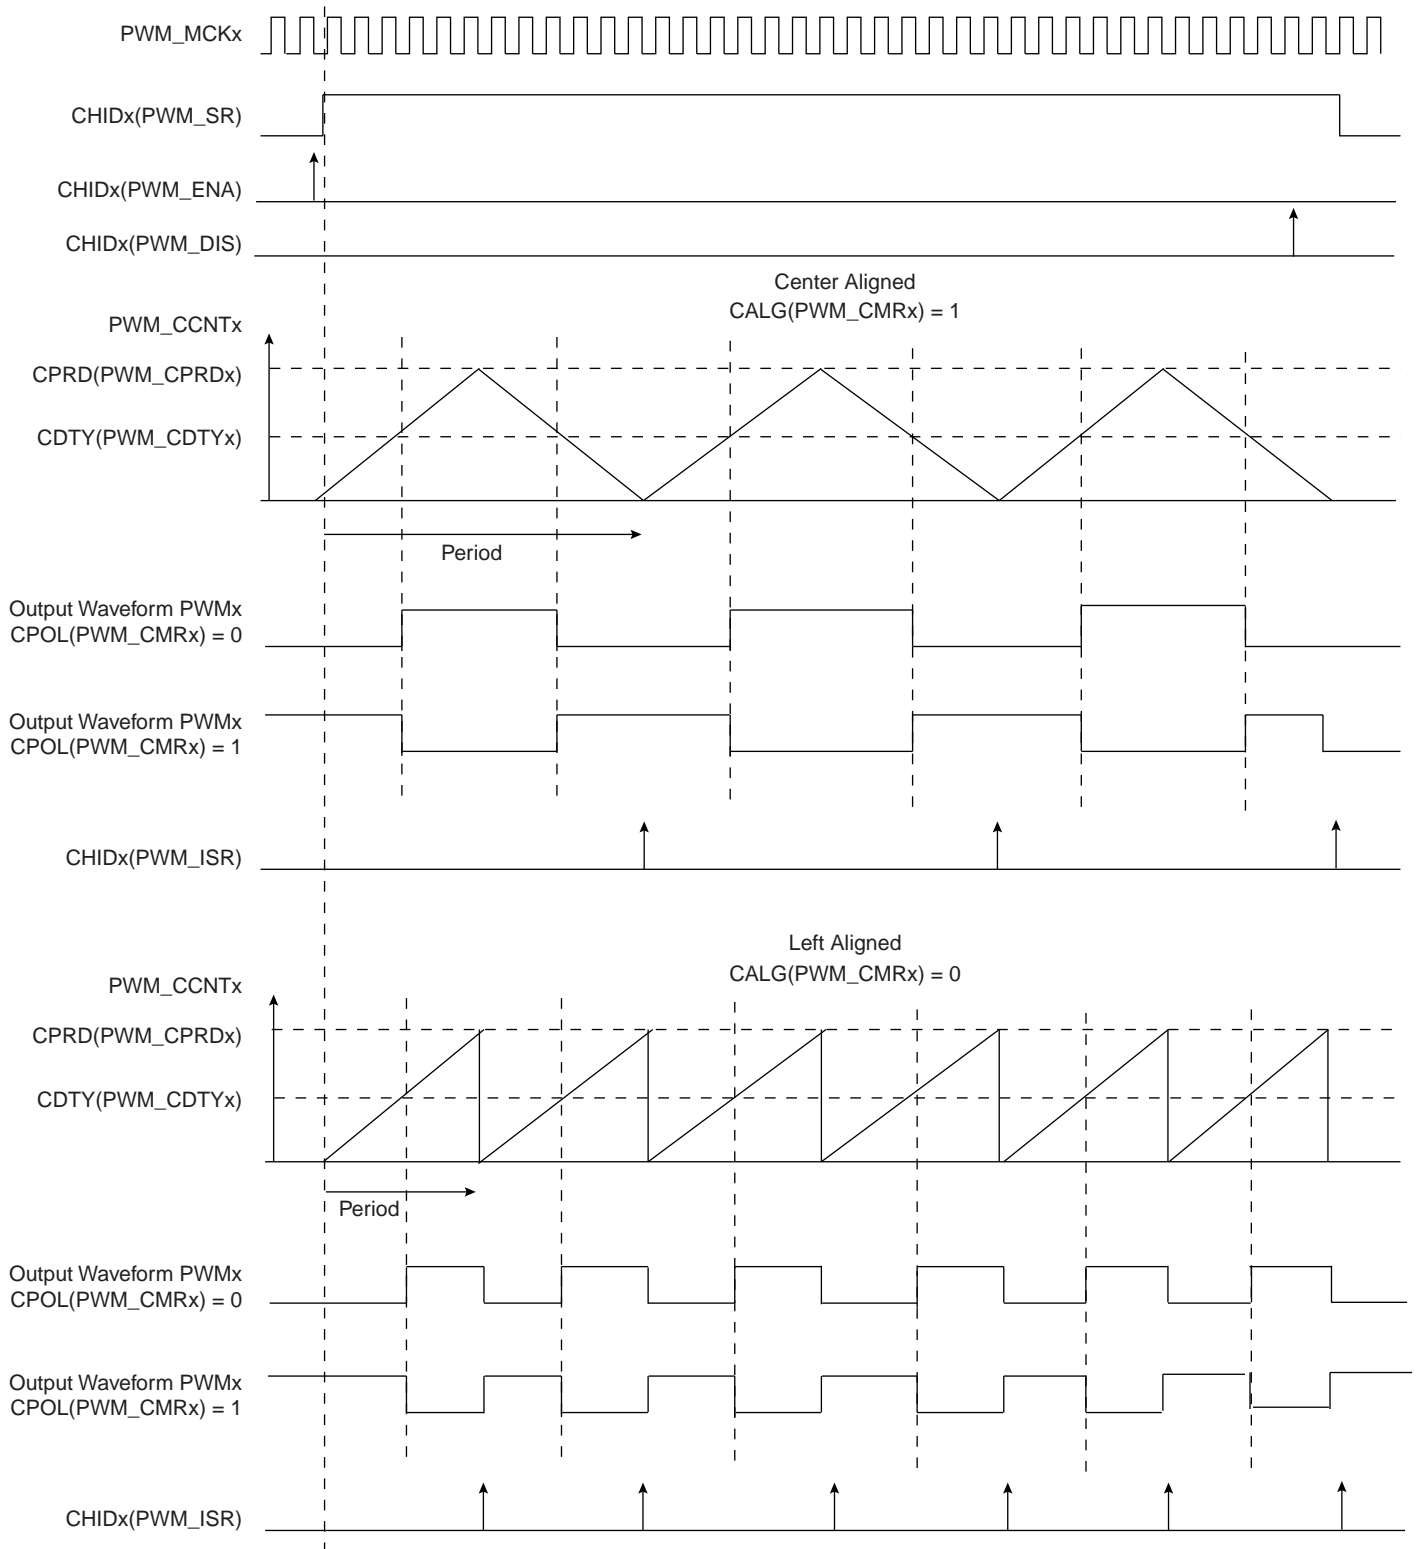 PWM_MCKx
CHIDx(PWM_SR)
CHIDx(PWM_ENA)
CHIDx(PWM_DIS)
Center Aligned
CALG(PWM_CMRx) = 1
PWM_CCNTx
CPRD(PWM_CPRDx)
CDTY(PWM_CDTYx)
Period
Output Waveform PWMx
CPOL(PWM_CMRx) = 0
Output Waveform PWMx
CPOL(PWM_CMRx) = 1
CHIDx(PWM_ISR)
Left Aligned
CALG(PWM_CMRx) = 0
PWM_CCNTx
CPRD(PWM_CPRDx)
CDTY(PWM_CDTYx)
Period
Output Waveform PWMx
CPOL(PWM_CMRx) = 0
Output Waveform PWMx
CPOL(PWM_CMRx) = 1
CHIDx(PWM_ISR)